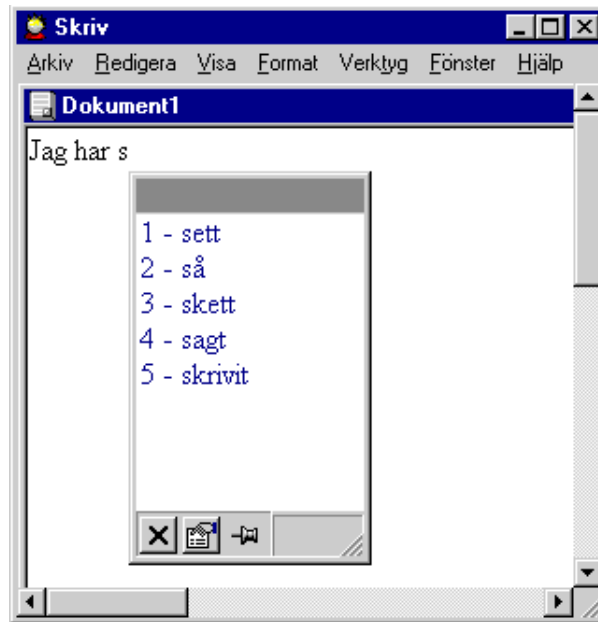 Skriv
Arkiv Redigera Visa Format Verktyg Fönster Hjälp
Dokument1
Jag har s
1 - sett
2 - så
3 - skett
4 - sagt
5 - skrivit